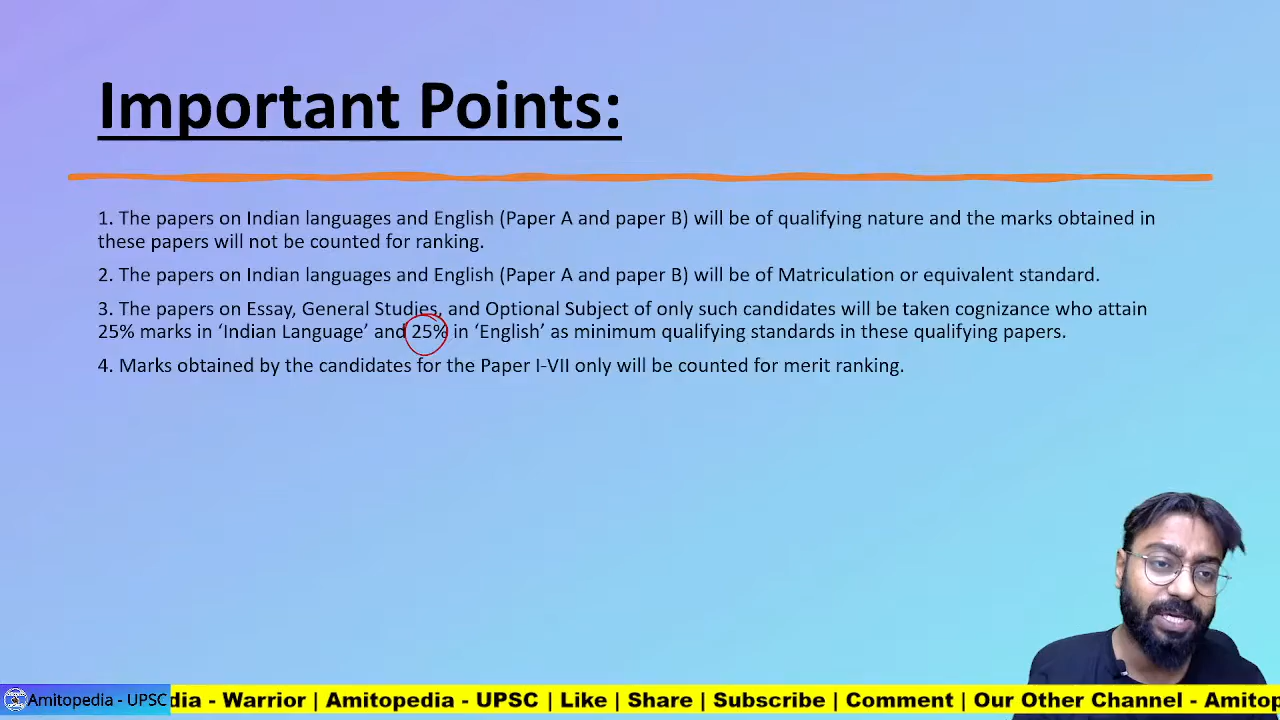 Important Points:
1. The papers on Indian languages and English (Paper A and paper B) will be of qualifying nature and the marks obtained in
these papers will not be counted for ranking.
2. The papers on Indian languages and English (Paper A and paper B) will be of Matriculation or equivalent standard.
3. The papers on Essay, General Studies, and Optional Subject of only such candidates will be taken cognizance who attain
25% marks in ‘Indian Language’ and 25% in ‘English’ as minimum qualifying standards in these qualifying papers.
4. Marks obtained by the candidates for the Paper I-VII only will be counted for merit ranking.
Amitopedia - UPSC
dia - Warrior | Amitopedia - UPSC | Like | Share | Subscribe | Comment | Our Other Channel - Amitop